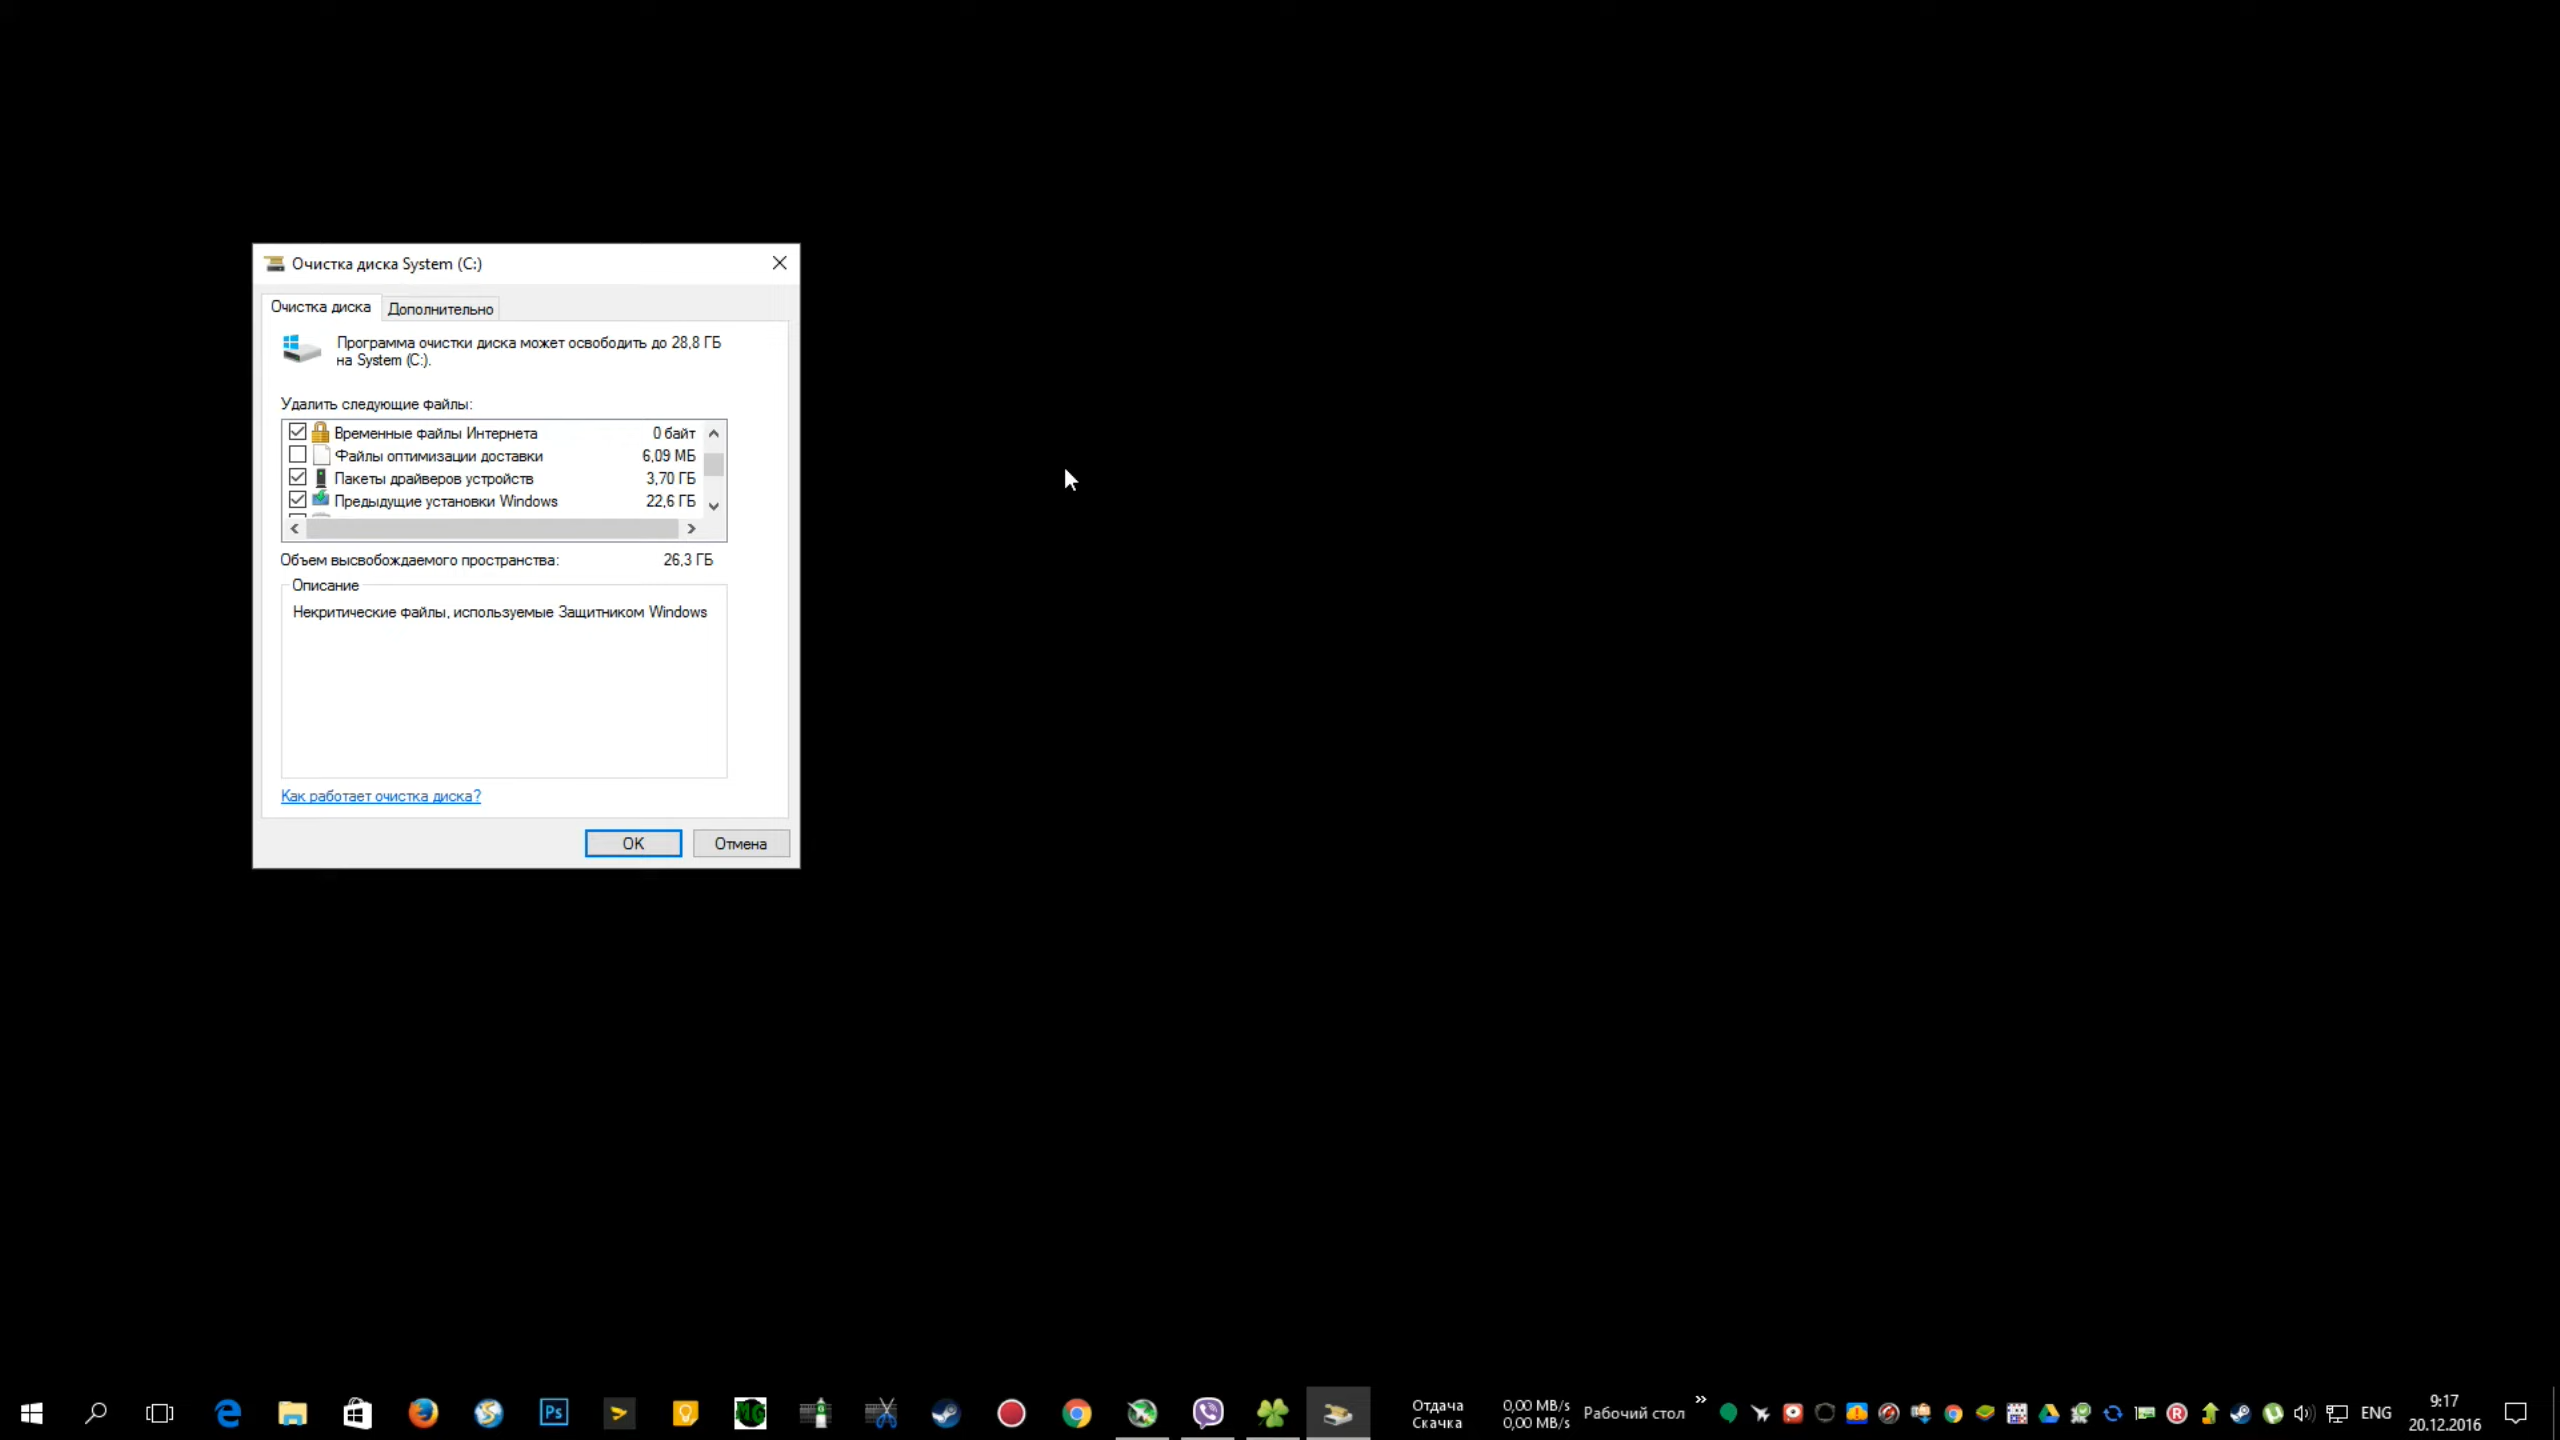 Очистка диска System (C:)
Очистка диска
Дополнительно
Программа очистки диска может освободить до 28,8 ГБ
на System (C:).
Удалить следующие файлы:
Временные файлы Интернета 0 байт
Файлы оптимизации доставки 6,09 МБ
Пакеты драйверов устройств 3,70 ГБ
Предыдущие установки Windows 22,6 ГБ
Объем высвобождаемого пространства: 26,3 ГБ
Описание
Некритические файлы, используемые Защитником Windows
Как работает очистка диска?
OK
Отмена
Ps
MG
Отдача 0,00 MB/s
Скачка 0,00 MB/s
Рабочий стол
»
R
ENG
9:17
20.12.2016